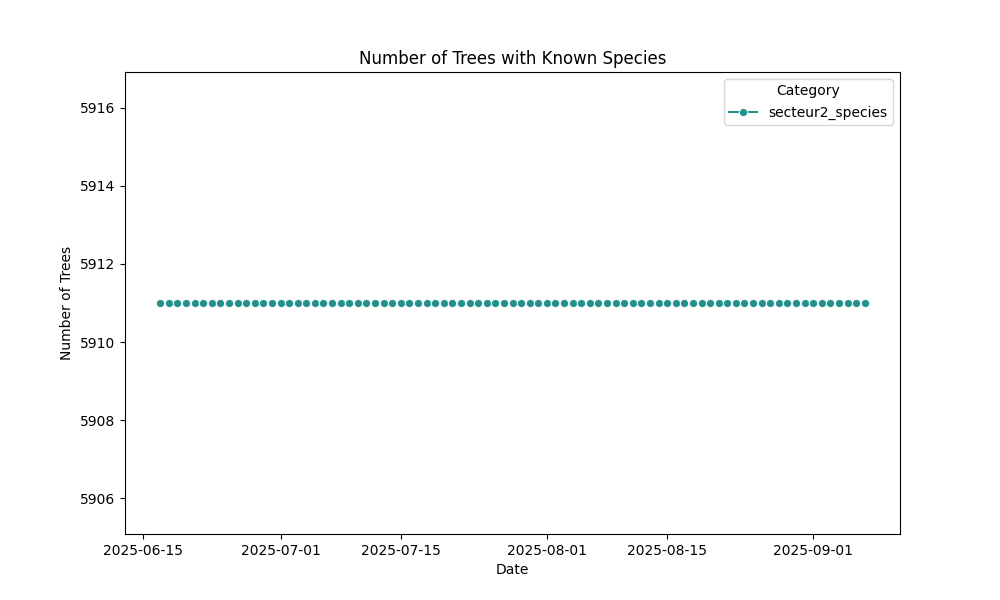 Number of Trees with Known Species
Category
secteur2_species
5916
5914
5912
5910
5908
5906
Number of Trees
2025-06-15 2025-07-01 2025-07-15 2025-08-01 2025-08-15 2025-09-01
Date